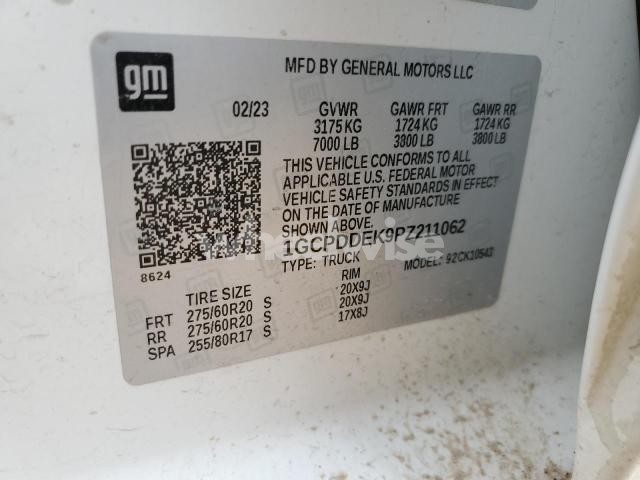 gm
MFD BY GENERAL MOTORS LLC
02/23 GVWR GAWR FRT GAWR RR
3175 KG 1724 KG 1724 KG
7000 LB 3800 LB 3800 LB
THIS VEHICLE CONFORMS TO ALL
APPLICABLE U.S. FEDERAL MOTOR
VEHICLE SAFETY STANDARDS IN EFFECT
ON THE DATE OF MANUFACTURE
SHOWN ABOVE.
1GCPDDEK9PZ211062
TYPE: TRUCK MODEL: 92CK10543
8624
TIRE SIZE RIM
FRT 275/60R20 S 20X9J
RR 275/60R20 S 20X9J
SPA 255/80R17 S 17X8J